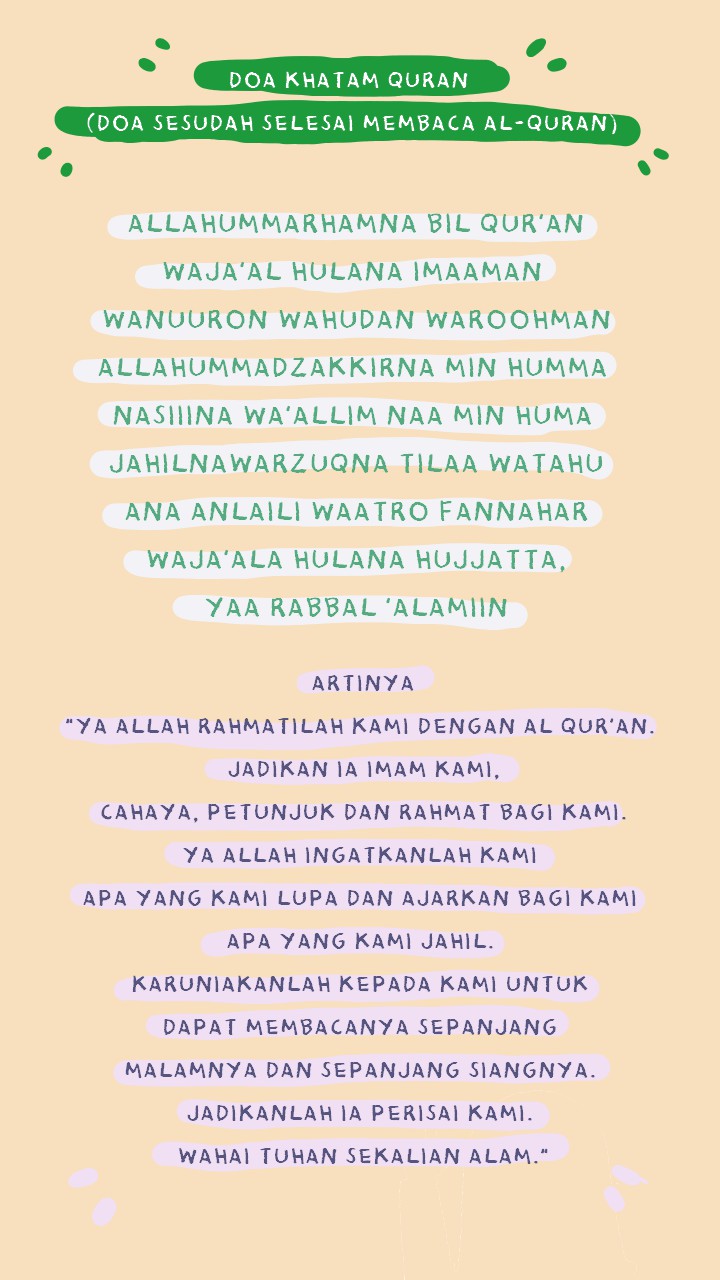 DOA KHATAM QURAN
(DOA SESUDAH SELESAI MEMBACA AL-QURAN)
ALLAHUMMARHAMNA BIL QUR'AN
WAJA'AL HULANA IMAAMAN
WANUURON WAHUDAN WAROOHMAN
ALLAHUMMADZAKKIRNA MIN HUMMA
NASIIINA WA'ALLIM NAA MIN HUMA
JAHILNAWARZUQNA TILAA WATAHU
ANA ANLAILI WAATRO FANNAHAR
WAJA'ALA HULANA HUJJATTA,
YAA RABBAL 'ALAMIIN
ARTINYA
"YA ALLAH RAHMATILAH KAMI DENGAN AL QUR'AN.
JADIKAN IA IMAM KAMI,
CAHAYA, PETUNJUK DAN RAHMAT BAGI KAMI.
YA ALLAH INGATKANLAH KAMI
APA YANG KAMI LUPA DAN AJARKAN BAGI KAMI
APA YANG KAMI JAHIL.
KARUNIAKANLAH KEPADA KAMI UNTUK
DAPAT MEMBACANYA SEPANJANG
MALAMNYA DAN SEPANJANG SIANGNYA.
JADIKANLAH IA PERISAI KAMI.
WAHAI TUHAN SEKALIAN ALAM."